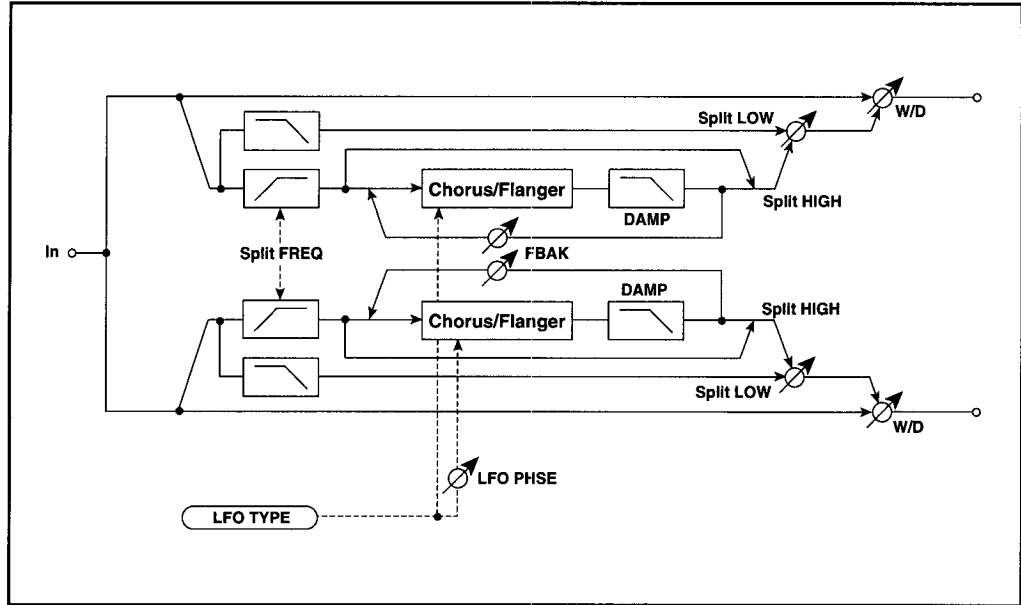 W/D
Split LOW
Chorus/Flanger
Split HIGH
DAMP
In
Split FREQ
FBAK
DAMP
Chorus/Flanger
Split HIGH
Split LOW
W/D
LFO PHSE
LFO TYPE